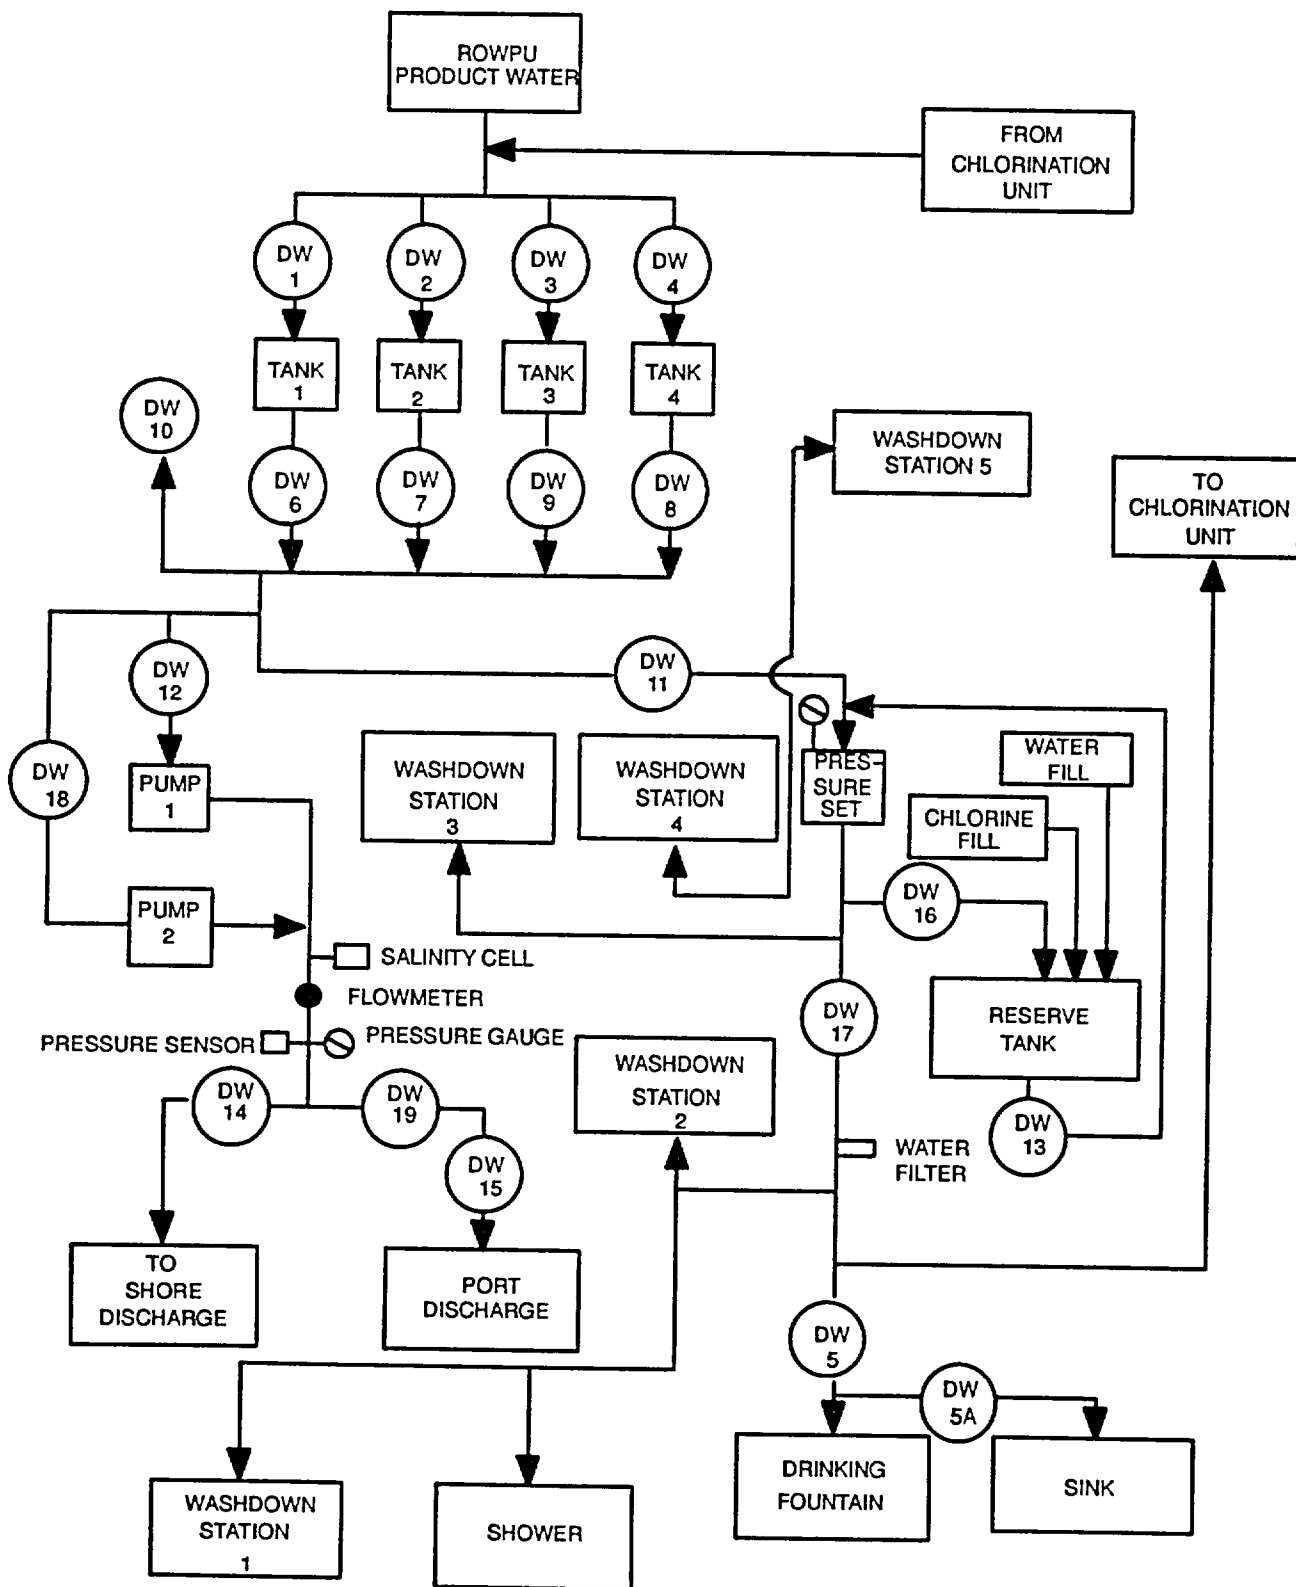 ROWPU
PRODUCT WATER
FROM
CHLORINATION
UNIT
DW
1
DW
2
DW
3
DW
4
TANK
1
TANK
2
TANK
3
TANK
4
DW
10
DW
6
DW
7
DW
9
DW
8
WASHDOWN
STATION 5
TO
CHLORINATION
UNIT
DW
12
DW
11
DW
18
PUMP
1
WASHDOWN
STATION
3
WASHDOWN
STATION
4
PRES-
SURE
SET
WATER
FILL
CHLORINE
FILL
PUMP
2
DW
16
SALINITY CELL
FLOWMETER
PRESSURE SENSOR
PRESSURE GAUGE
DW
17
RESERVE
TANK
WASHDOWN
STATION
2
DW
14
DW
19
DW
13
DW
15
WATER
FILTER
TO
SHORE
DISCHARGE
PORT
DISCHARGE
DW
5
DW
5A
WASHDOWN
STATION
1
SHOWER
DRINKING
FOUNTAIN
SINK